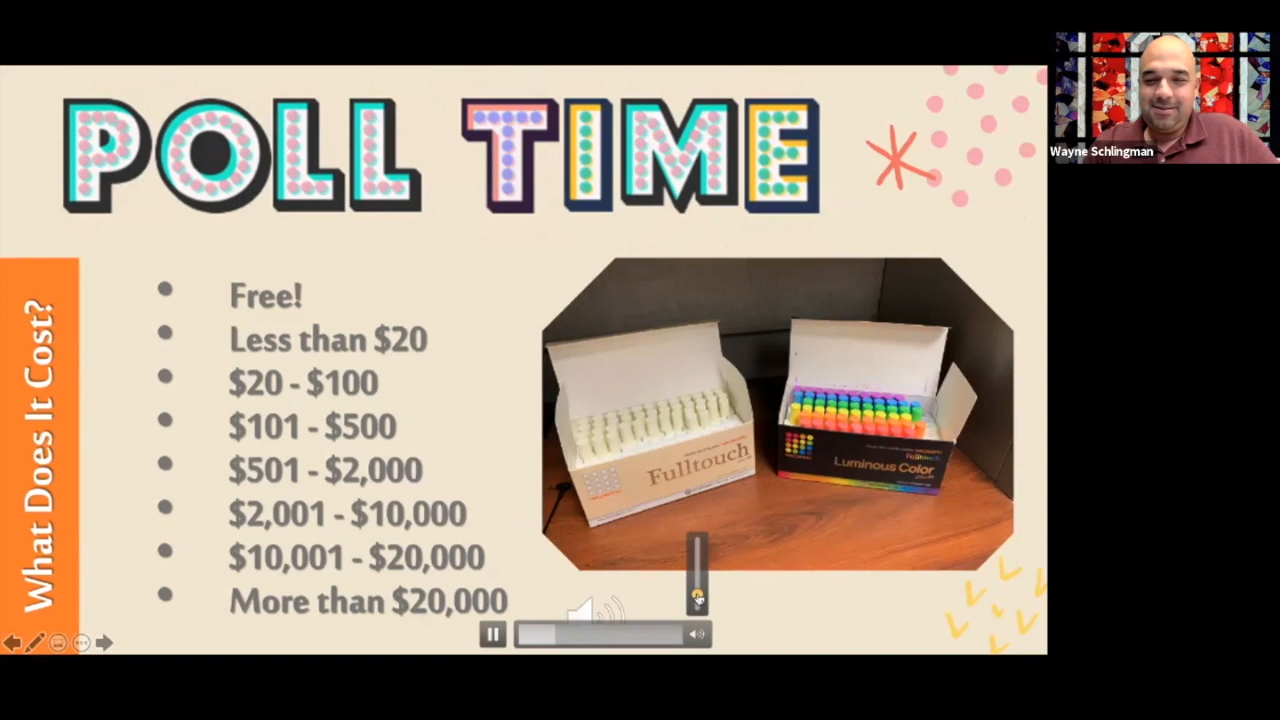 POLL TIME
Wayne Schlingman
What Does It Cost?
Free!
Less than $20
$20 - $100
$101 - $500
$501 - $2,000
$2,001 - $10,000
$10,001 - $20,000
More than $20,000
Fulltouch
Fulltouch
Luminous Color